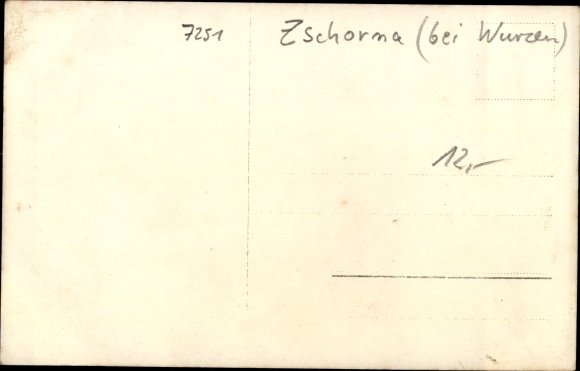 7251 Zschorna (bei Wurzen)
12,-